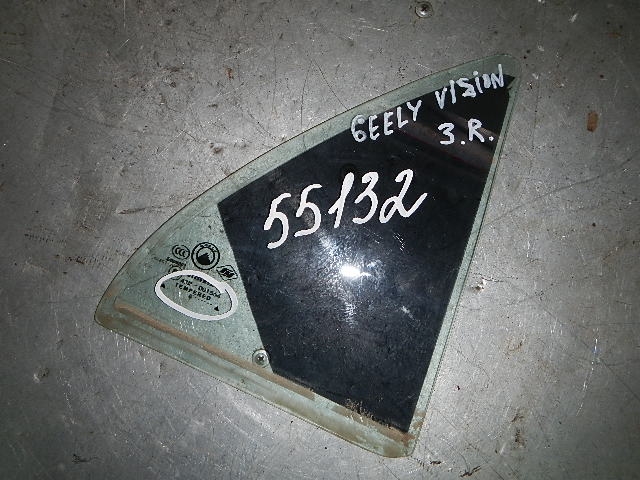 GEELY VISION
3.R.
55132
TEMPERED